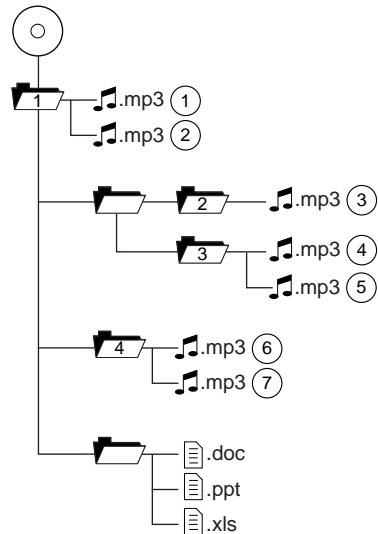 1 .mp3 1
.mp3 2
2 .mp3 3
3 .mp3 4
.mp3 5
4 .mp3 6
.mp3 7
.doc
.ppt
.xls